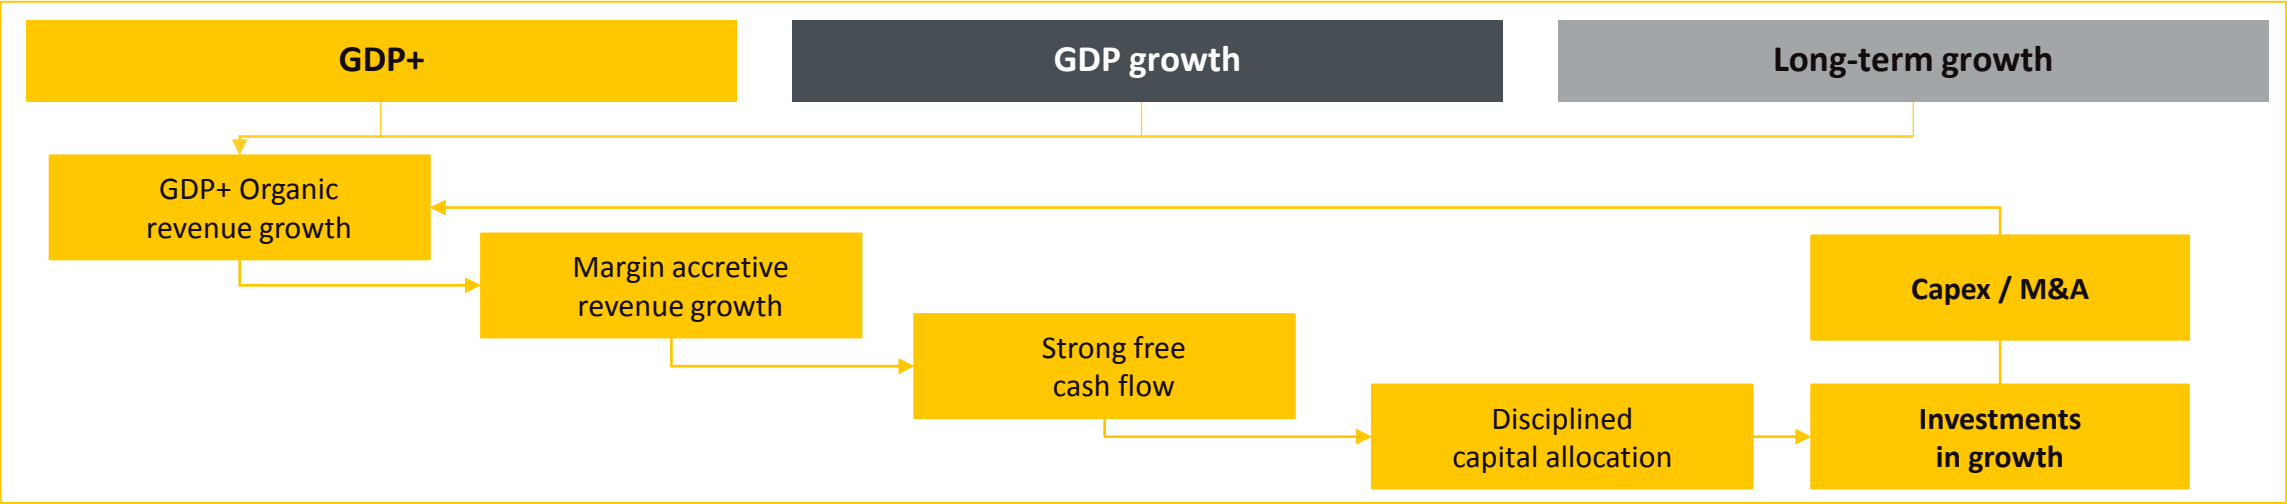 GDP+
GDP growth
Long-term growth
GDP+ Organic
revenue growth
Margin accretive
revenue growth
Strong free
cash flow
Disciplined
capital allocation
Investments
in growth
Capex / M&A